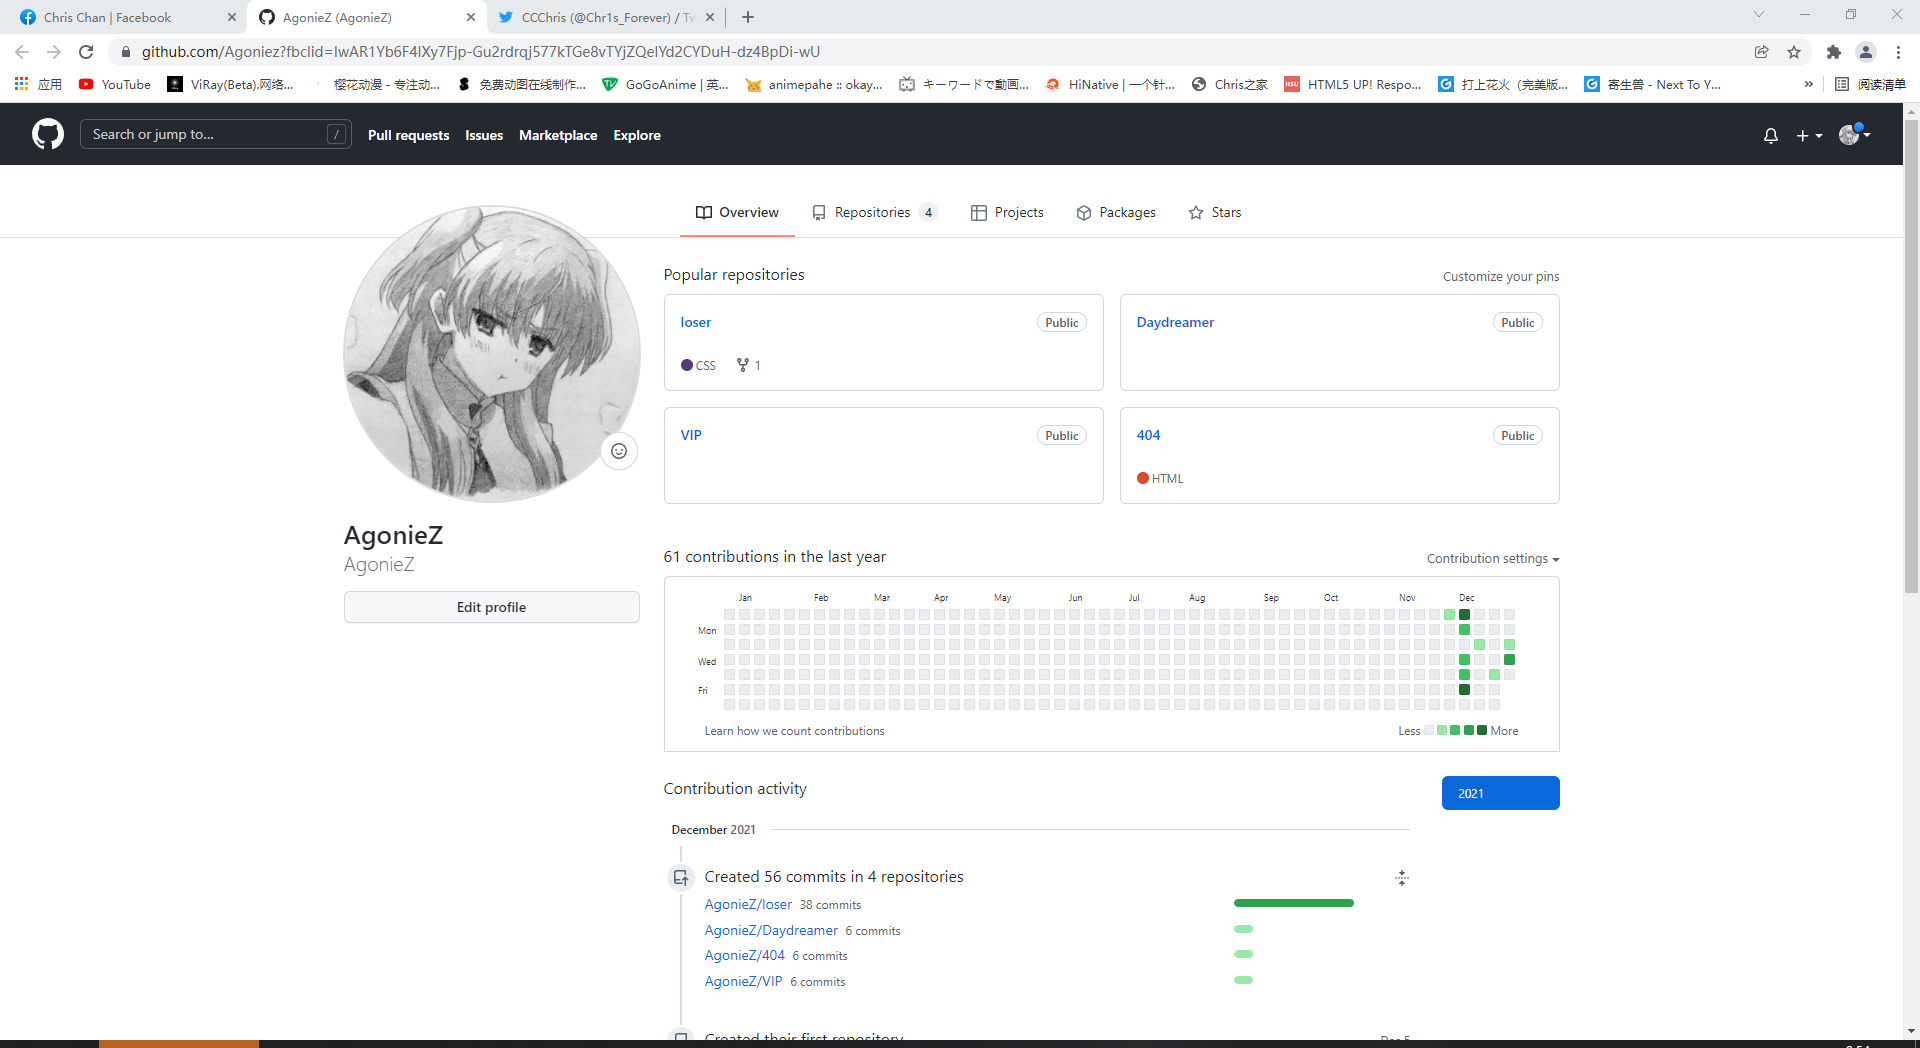 Chris Chan | Facebook
AgonieZ (AgonieZ)
CCChris (@Chr1s_Forever) / Tw
github.com/Agoniez?fbclid=IwAR1Yb6F4IXy7Fjp-Gu2rdrqj577kTGe8vTYjZQeIYd2CYDuH-dz4BpDi-wU
应用
YouTube
ViRay(Beta).网络...
樱花动漫 - 专注动...
免费动图在线制作...
GoGoAnime | 英...
animepahe :: okay...
キーワードで動画...
HiNative | 一个针...
Chris之家
HTML5 UP! Respo...
打上花火（完美版...
寄生兽 - Next To Y...
»
阅读清单
Search or jump to...
/
Pull requests
Issues
Marketplace
Explore
Overview
Repositories 4
Projects
Packages
Stars
Popular repositories
Customize your pins
loser
Public
CSS
1
Daydreamer
Public
VIP
Public
404
Public
HTML
AgonieZ
AgonieZ
Edit profile
61 contributions in the last year
Contribution settings
Jan Feb Mar Apr May Jun Jul Aug Sep Oct Nov Dec
Mon
Wed
Fri
Learn how we count contributions
Less
More
Contribution activity
2021
December 2021
Created 56 commits in 4 repositories
AgonieZ/loser 38 commits
AgonieZ/Daydreamer 6 commits
AgonieZ/404 6 commits
AgonieZ/VIP 6 commits
Created their first repository
Dec 5